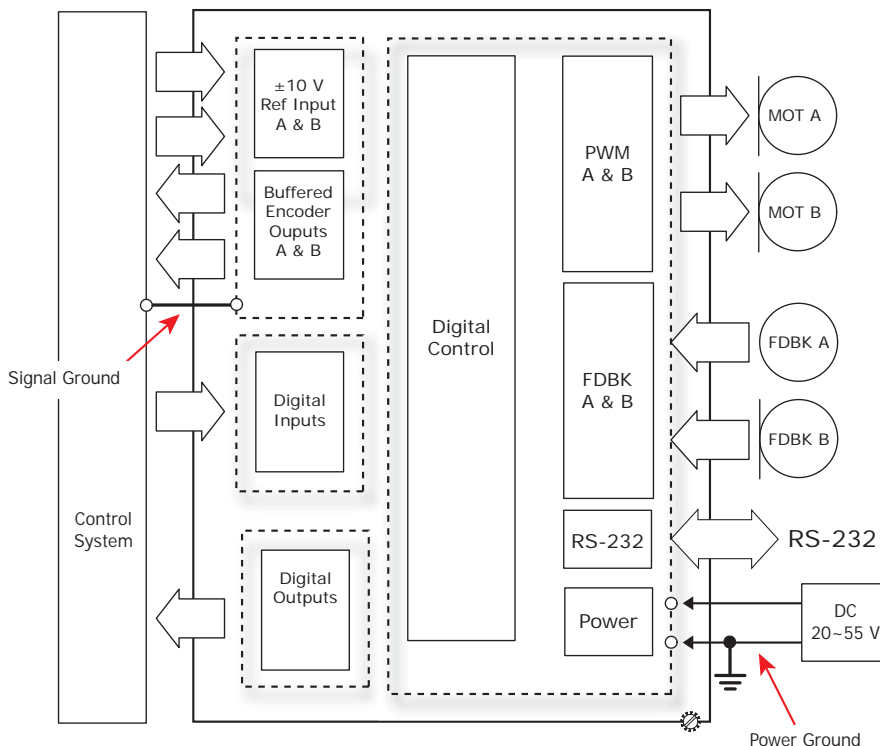 ±10 V
Ref Input
A & B
Buffered
Encoder
Ouputs
A & B
Signal Ground
Digital
Inputs
Control
System
Digital
Outputs
Digital
Control
PWM
A & B
FDBK
A & B
RS-232
Power
MOT A
MOT B
FDBK A
FDBK B
RS-232
DC
20~55 V
Power Ground